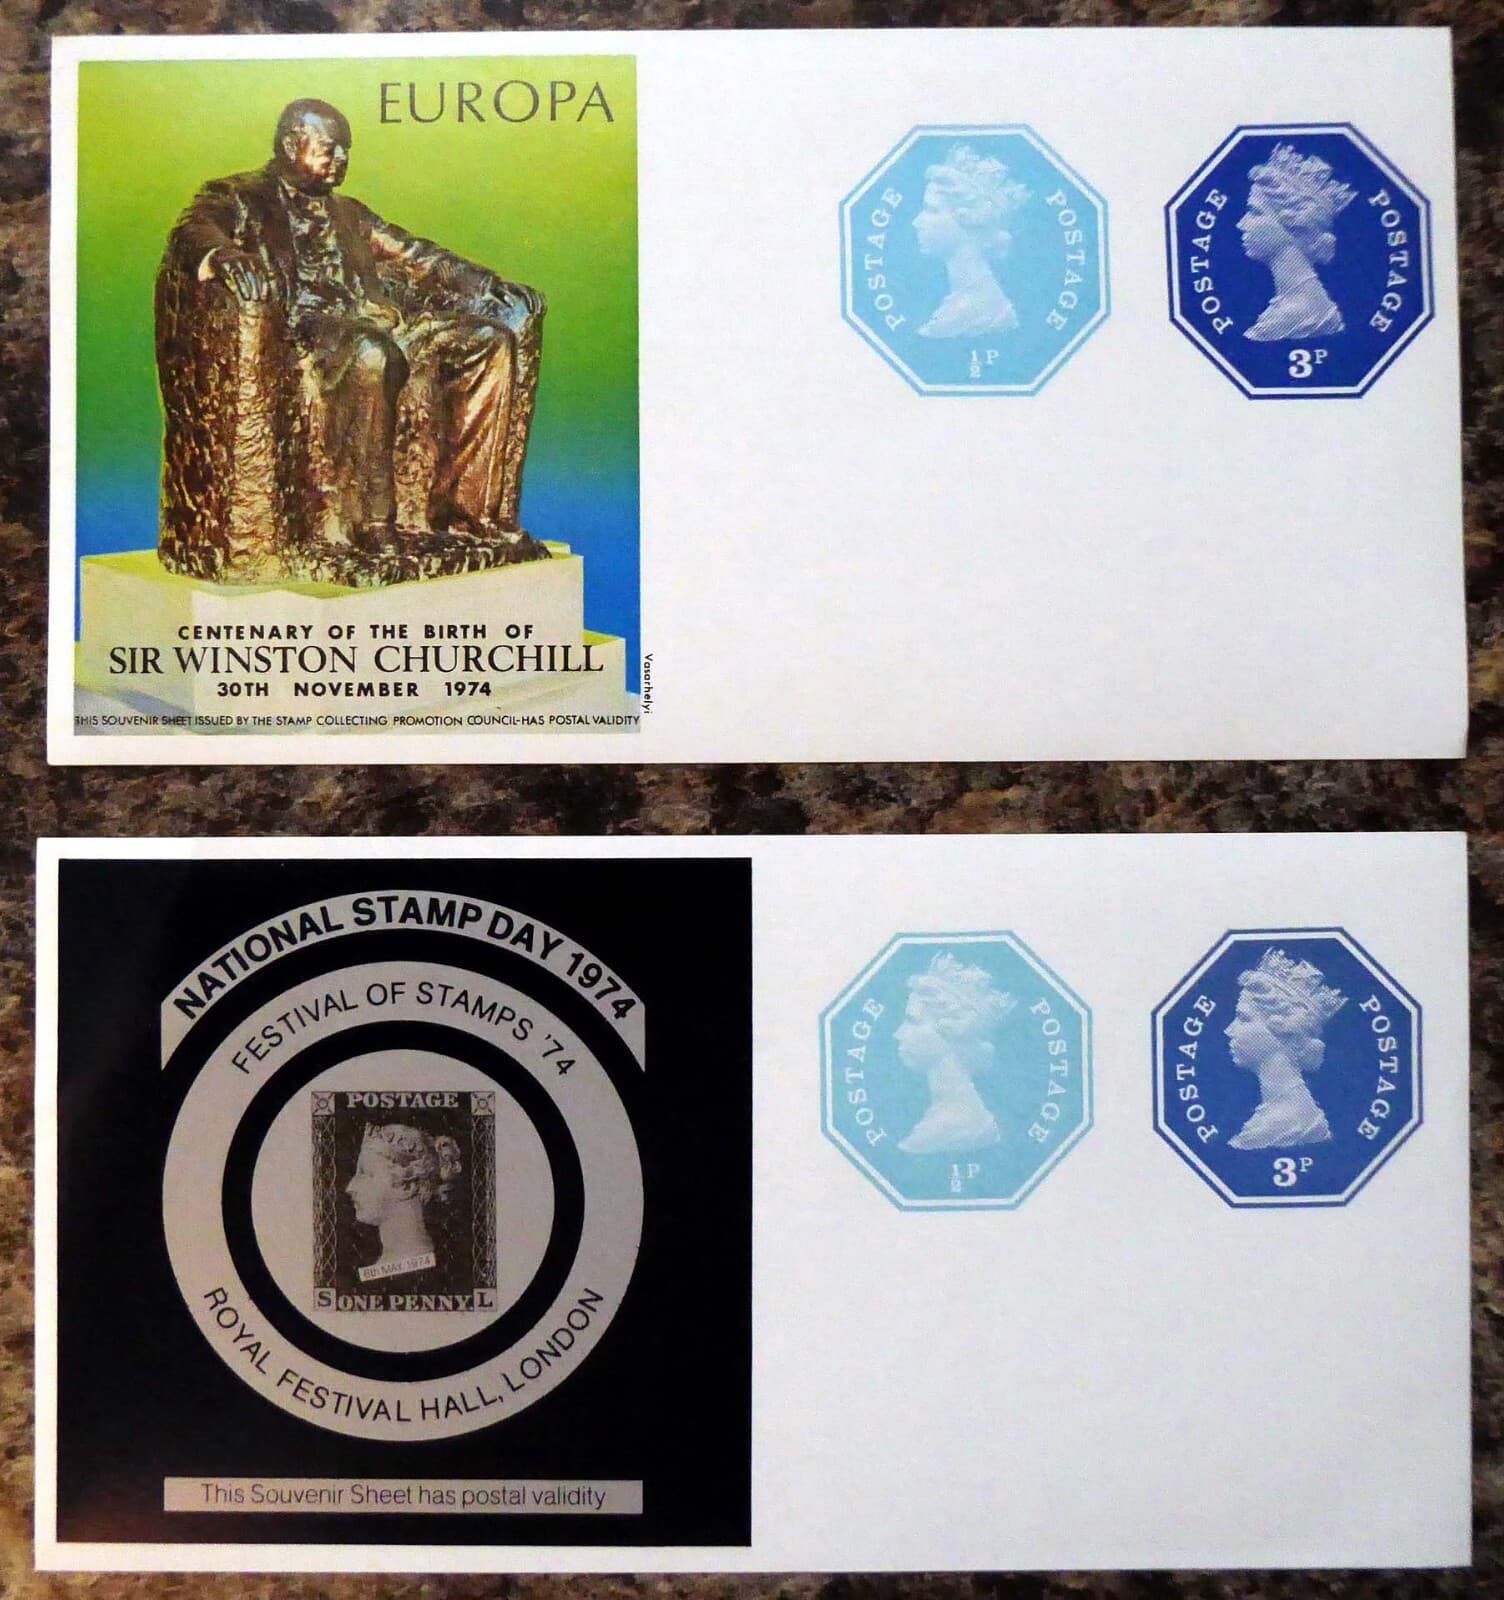 EUROPA
CENTENARY OF THE BIRTH OF
SIR WINSTON CHURCHILL
30TH NOVEMBER 1974
THIS SOUVENIR SHEET ISSUED BY THE STAMP COLLECTING PROMOTION COUNCIL-HAS POSTAL VALIDITY
Vasarhelyi
POSTAGE POSTAGE
½P
POSTAGE POSTAGE
3P
NATIONAL STAMP DAY 1974
FESTIVAL OF STAMPS '74
POSTAGE
6th MAY 1974
S ONE PENNY L
ROYAL FESTIVAL HALL, LONDON
This Souvenir Sheet has postal validity
POSTAGE POSTAGE
½P
POSTAGE POSTAGE
3P